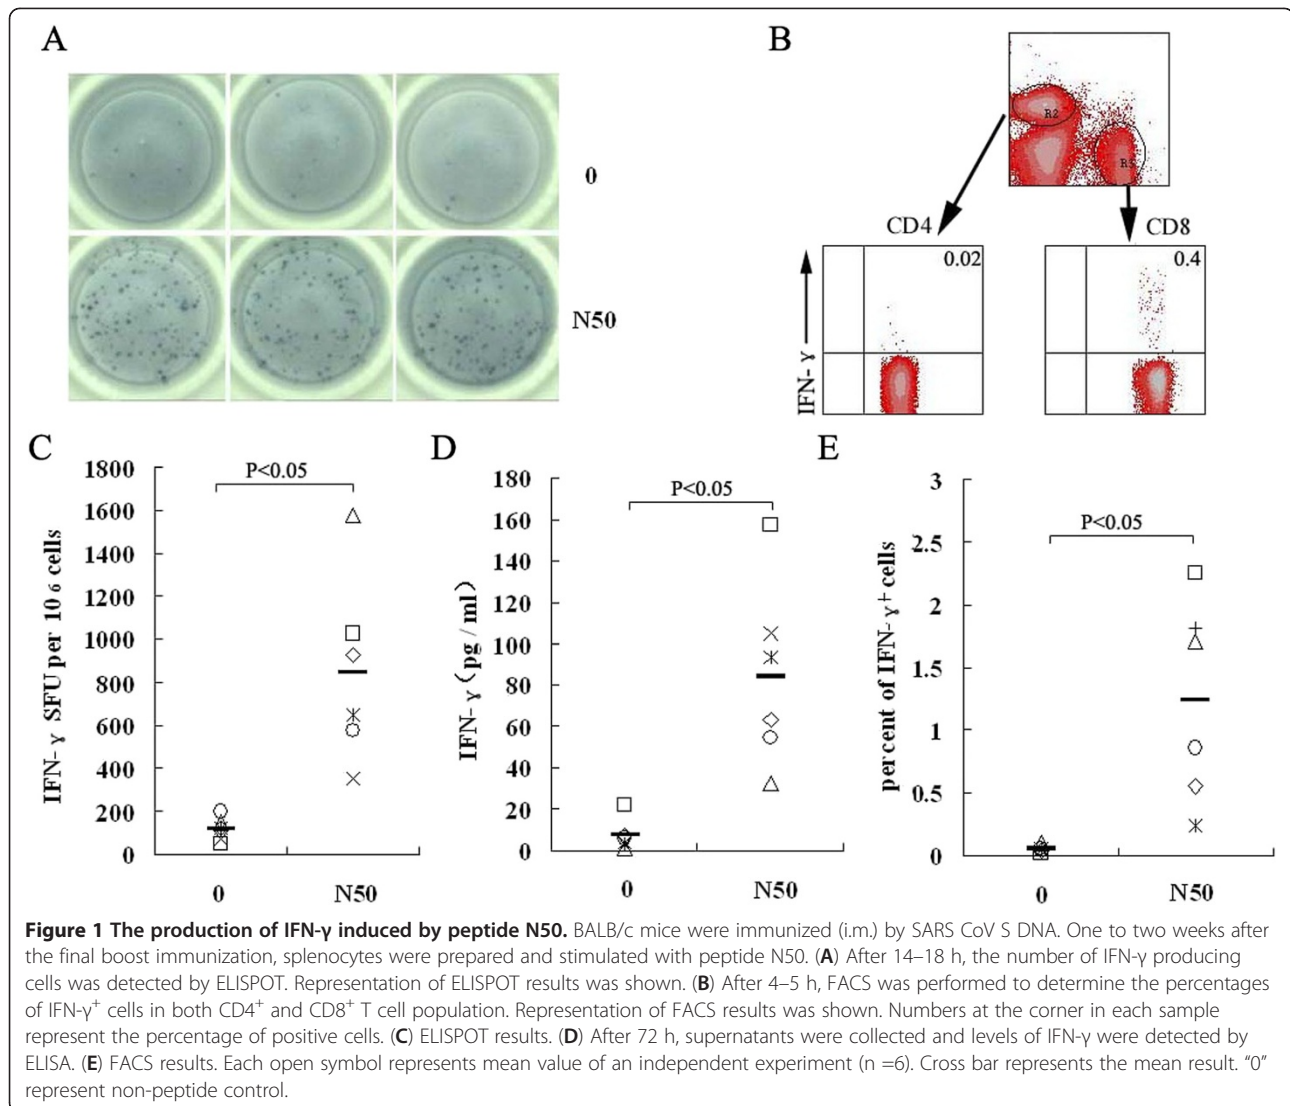 A
B
R2
R3
0
CD4
CD8
0.02
0.4
N50
IFN-γ
C
D
E
1800
1600
1400
1200
1000
800
600
400
200
0
IFN-γ SFU per 10 6 cells
P<0.05
0
N50
180
160
140
120
100
80
60
40
20
0
IFN-γ (pg / ml)
P<0.05
0
N50
3
2.5
2
1.5
1
0.5
0
percent of IFN-γ+ cells
P<0.05
0
N50
Figure 1 The production of IFN-γ induced by peptide N50. BALB/c mice were immunized (i.m.) by SARS CoV S DNA. One to two weeks after
the final boost immunization, splenocytes were prepared and stimulated with peptide N50. (A) After 14–18 h, the number of IFN-γ producing
cells was detected by ELISPOT. Representation of ELISPOT results was shown. (B) After 4–5 h, FACS was performed to determine the percentages
of IFN-γ+ cells in both CD4+ and CD8+ T cell population. Representation of FACS results was shown. Numbers at the corner in each sample
represent the percentage of positive cells. (C) ELISPOT results. (D) After 72 h, supernatants were collected and levels of IFN-γ were detected by
ELISA. (E) FACS results. Each open symbol represents mean value of an independent experiment (n =6). Cross bar represents the mean result. "0"
represent non-peptide control.